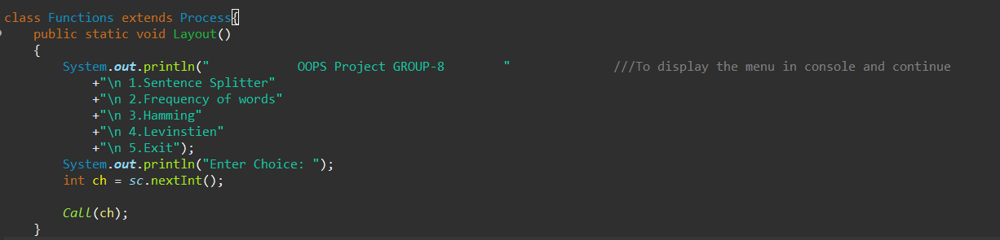 class Functions extends Process{
public static void Layout()
{
System.out.println("            OOPS Project GROUP-8        "              ///To display the menu in console and continue
+"\n 1.Sentence Splitter"
+"\n 2.Frequency of words"
+"\n 3.Hamming"
+"\n 4.Levinstien"
+"\n 5.Exit");
System.out.println("Enter Choice: ");
int ch = sc.nextInt();
Call(ch);
}